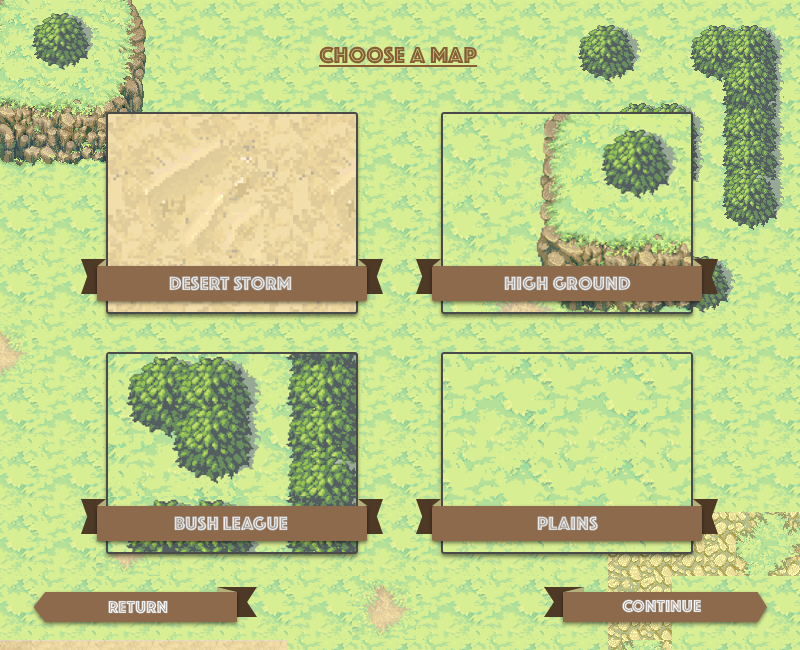 CHOOSE A MAP
DESERT STORM
HIGH GROUND
BUSH LEAGUE
PLAINS
RETURN
CONTINUE